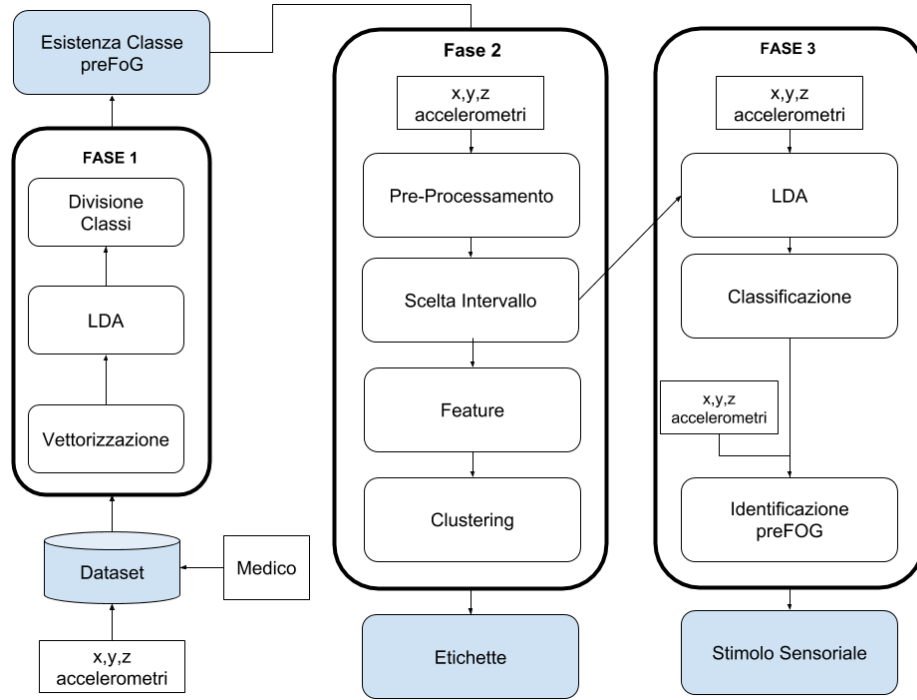 Esistenza Classe
preFoG
FASE 1
Divisione
Classi
LDA
Vettorizzazione
Dataset
Medico
x,y,z
accelerometri
Fase 2
x,y,z
accelerometri
Pre-Processamento
Scelta Intervallo
Feature
Clustering
Etichette
FASE 3
x,y,z
accelerometri
LDA
Classificazione
x,y,z
accelerometri
Identificazione
preFOG
Stimolo Sensoriale